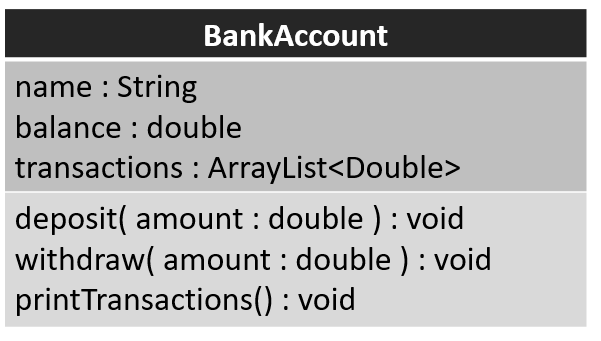 BankAccount
name : String
balance : double
transactions : ArrayList<Double>
deposit( amount : double ) : void
withdraw( amount : double ) : void
printTransactions() : void